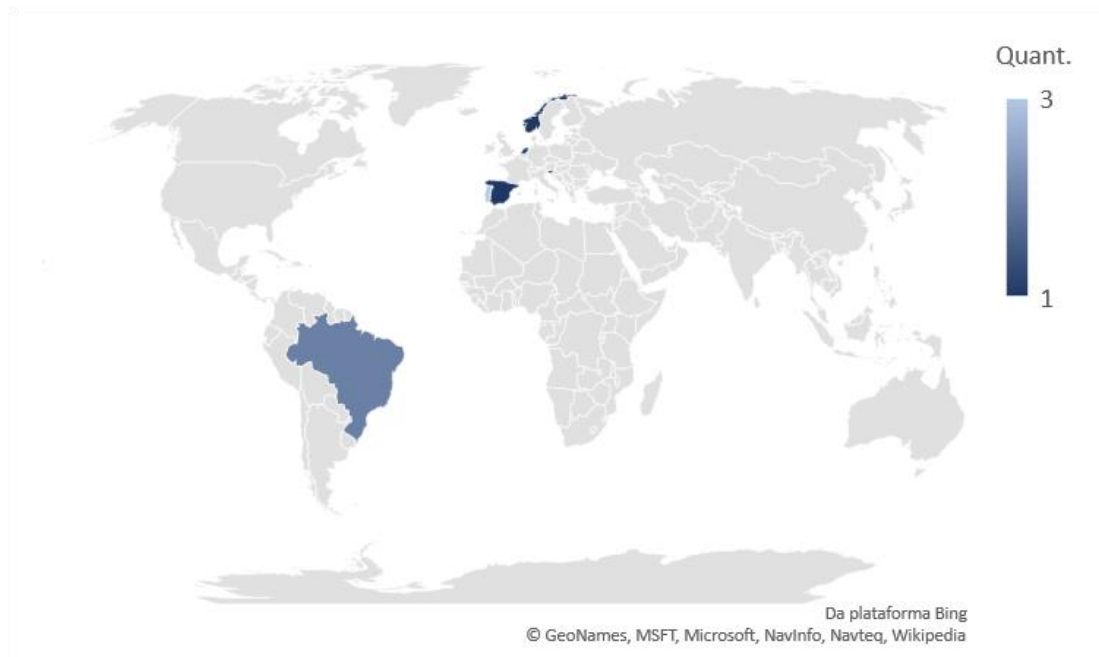 Quant.
3
1
Da plataforma Bing
© GeoNames, MSFT, Microsoft, NavInfo, Navteq, Wikipedia